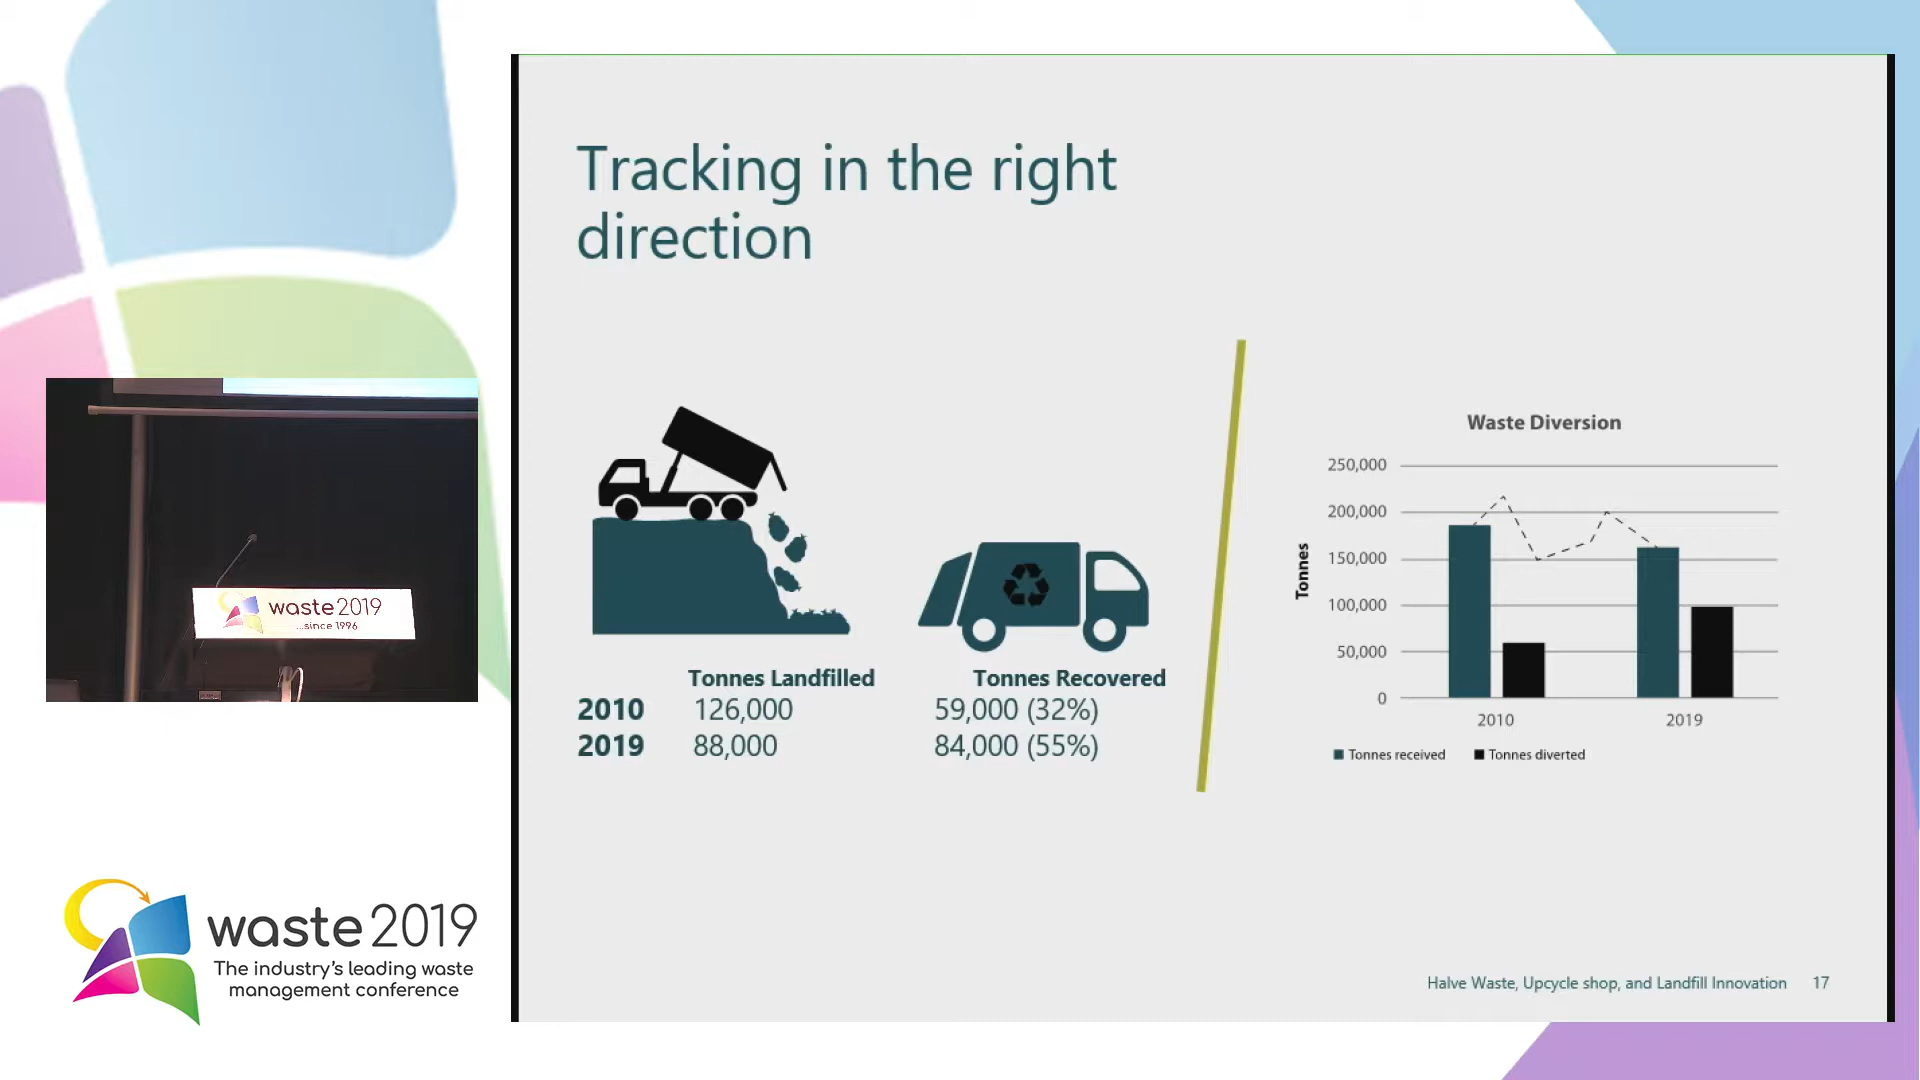 Tracking in the right
direction
Tonnes Landfilled Tonnes Recovered
2010 126,000 59,000 (32%)
2019 88,000 84,000 (55%)
Waste Diversion
Tonnes
250,000
200,000
150,000
100,000
50,000
0
2010 2019
Tonnes received Tonnes diverted
Halve Waste, Upcycle shop, and Landfill Innovation 17
waste 2019
...since 1996
waste 2019
The industry's leading waste
management conference